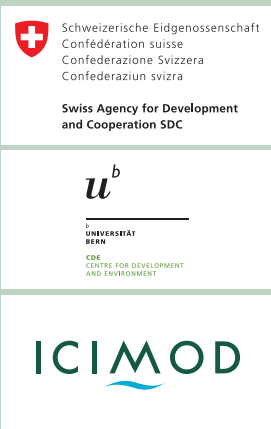 Schweizerische Eidgenossenschaft
Confédération suisse
Confederazione Svizzera
Confederaziun svizra
Swiss Agency for Development
and Cooperation SDC
u^b
b
UNIVERSITÄT
BERN
CDE
CENTRE FOR DEVELOPMENT
AND ENVIRONMENT
ICIMOD